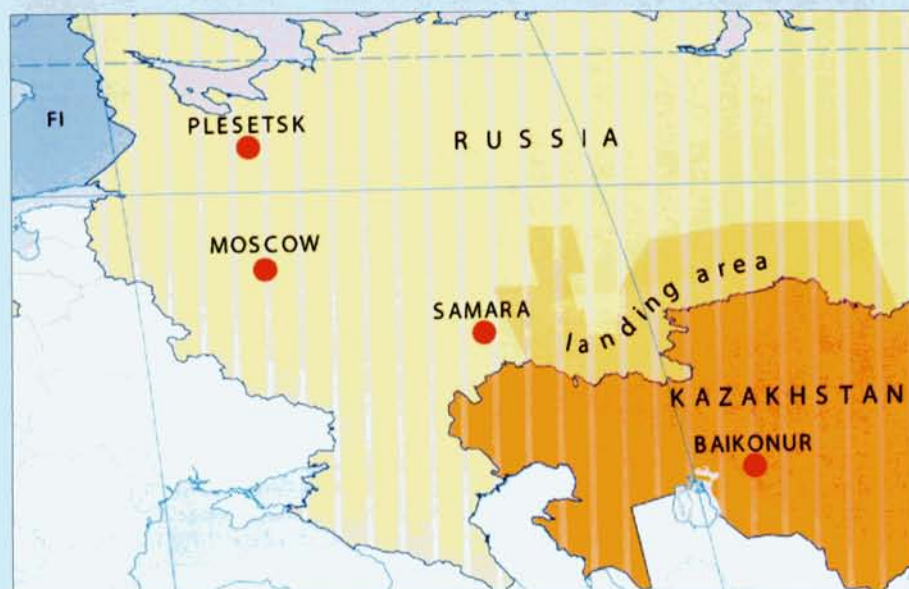 FI
PLESETSK
RUSSIA
MOSCOW
SAMARA
landing area
KAZAKHSTAN
BAIKONUR